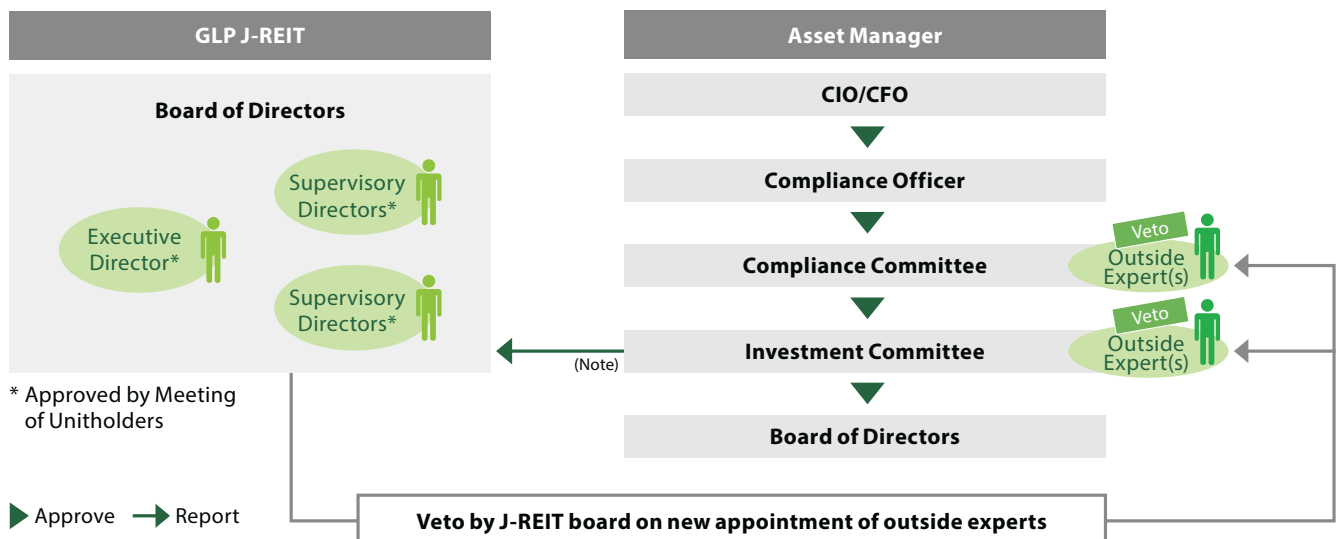 GLP J-REIT
Board of Directors
Supervisory
Directors*
Executive
Director*
Supervisory
Directors*
* Approved by Meeting
of Unitholders
Approve
Report
Asset Manager
CIO/CFO
Compliance Officer
Compliance Committee
Veto
Outside
Expert(s)
Investment Committee
(Note)
Veto
Outside
Expert(s)
Board of Directors
Veto by J-REIT board on new appointment of outside experts